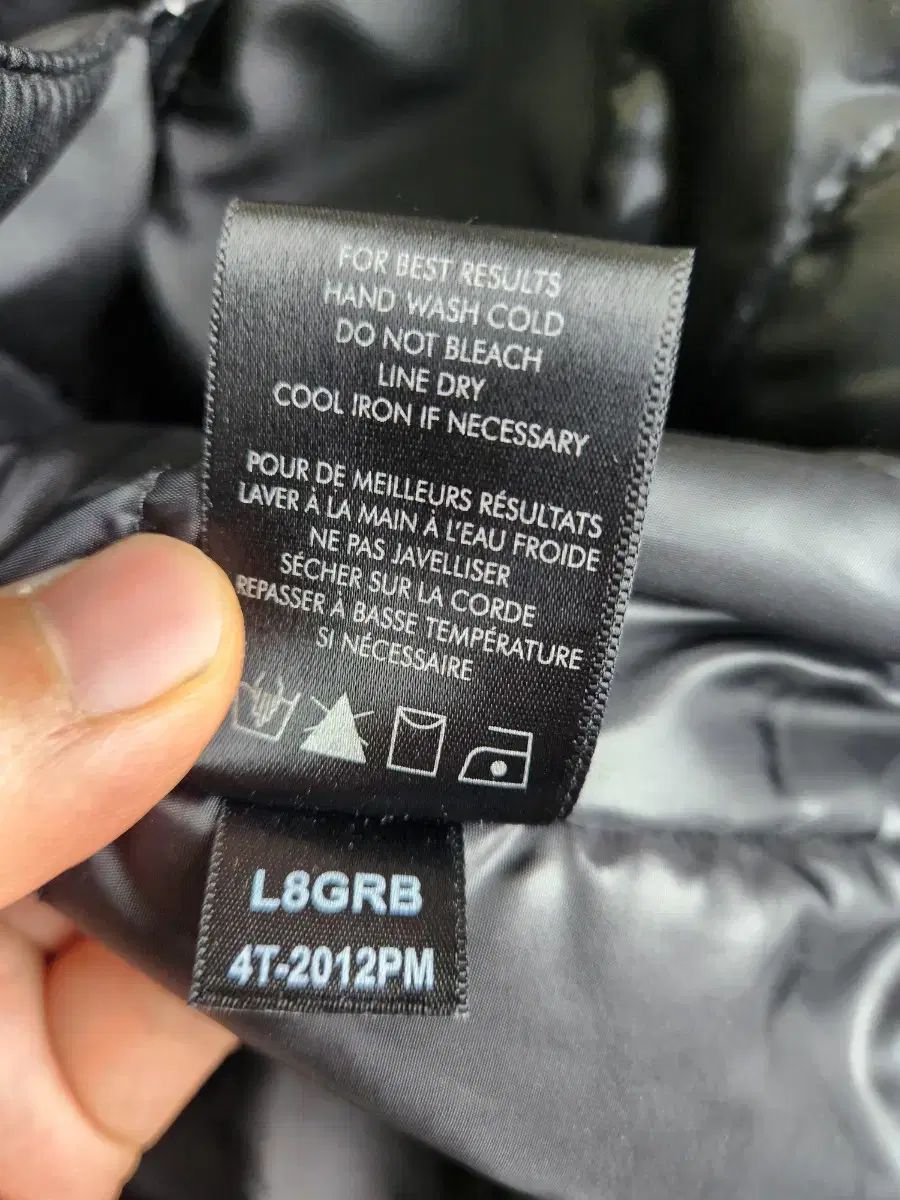 FOR BEST RESULTS
HAND WASH COLD
DO NOT BLEACH
LINE DRY
COOL IRON IF NECESSARY
POUR DE MEILLEURS RÉSULTATS
LAVER À LA MAIN À L'EAU FROIDE
NE PAS JAVELLISER
SÉCHER SUR LA CORDE
REPASSER À BASSE TEMPÉRATURE
SI NÉCESSAIRE
L8GRB
4T-2012PM